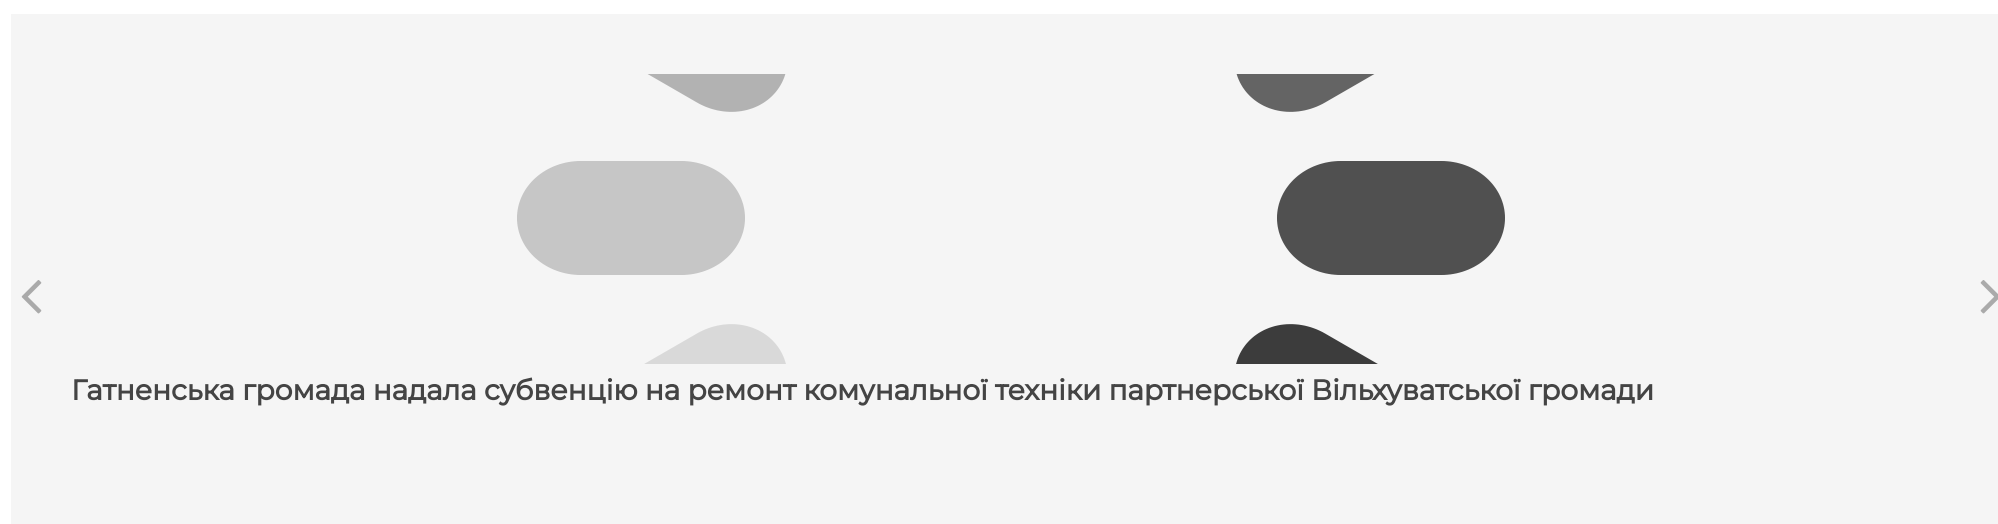 Гатненська громада надала субвенцію на ремонт комунальної техніки партнерської Вільхуватської громади